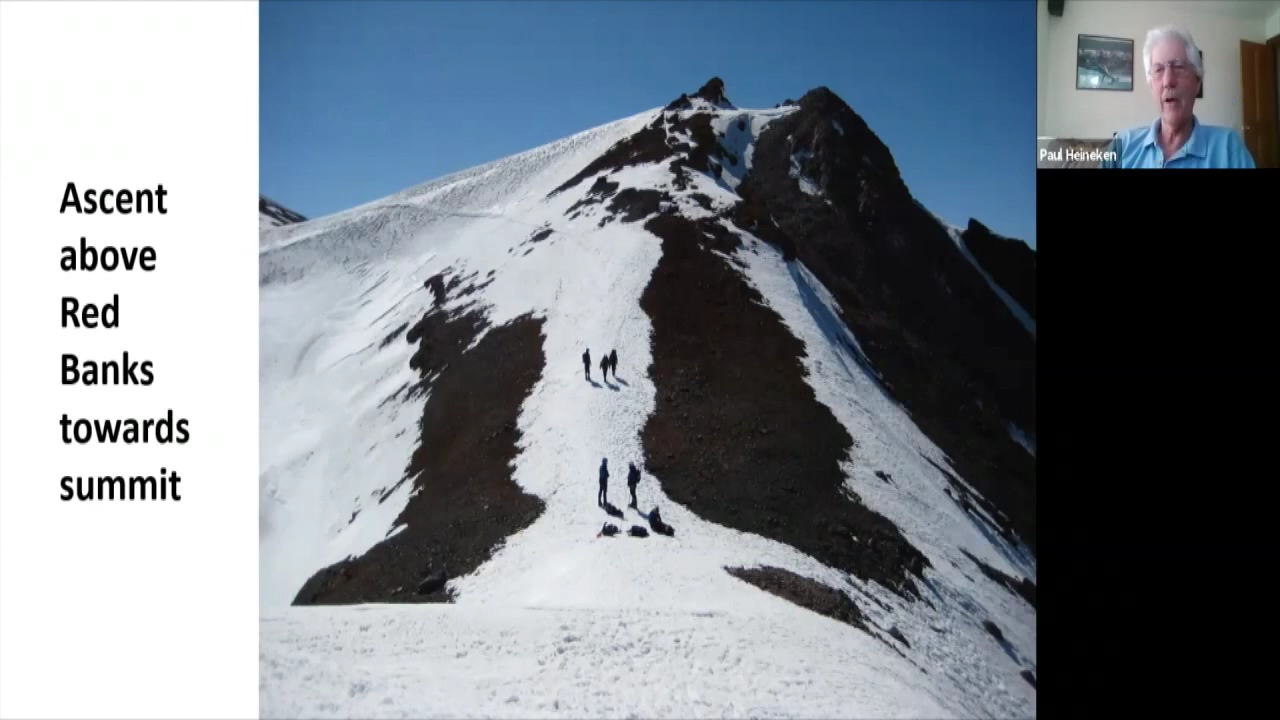 Ascent
above
Red
Banks
towards
summit
Paul Heineken